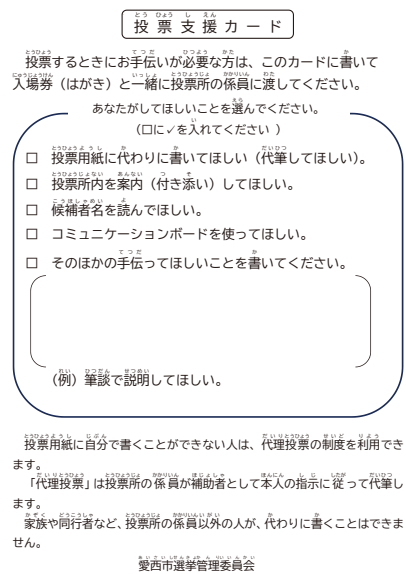 投票支援カード
投票するときにお手伝いが必要な方は、このカードに書いて
入場券（はがき）と一緒に投票所の係員に渡してください。
あなたがしてほしいことを選んでください。
（□に✓を入れてください ）
□ 投票用紙に代わりに書いてほしい（代筆してほしい）。
□ 投票所内を案内（付き添い）してほしい。
□ 候補者名を読んでほしい。
□ コミュニケーションボードを使ってほしい。
□ そのほかの手伝ってほしいことを書いてください。
（例）筆談で説明してほしい。
投票用紙に自分で書くことができない人は、代理投票の制度を利用でき
ます。
「代理投票」は投票所の係員が補助者として本人の指示に従って代筆し
ます。
家族や同行者など、投票所の係員以外の人が、代わりに書くことはできま
せん。
愛西市選挙管理委員会